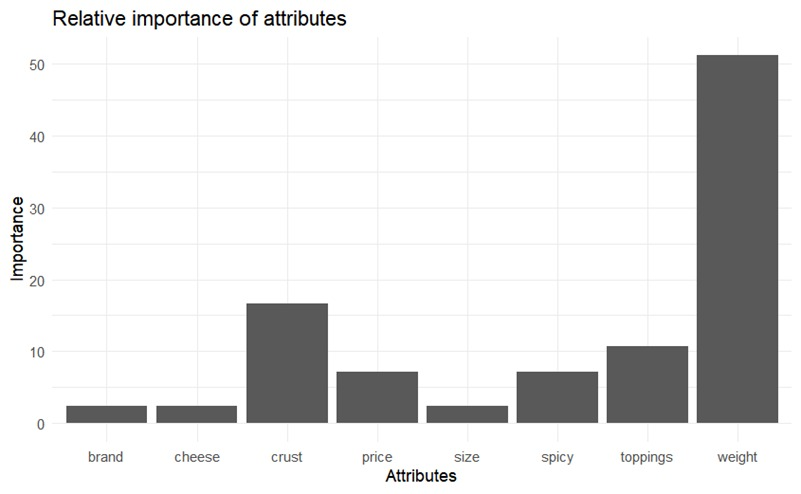 Relative importance of attributes
Importance
50
40
30
20
10
0
brand cheese crust price size spicy toppings weight
Attributes